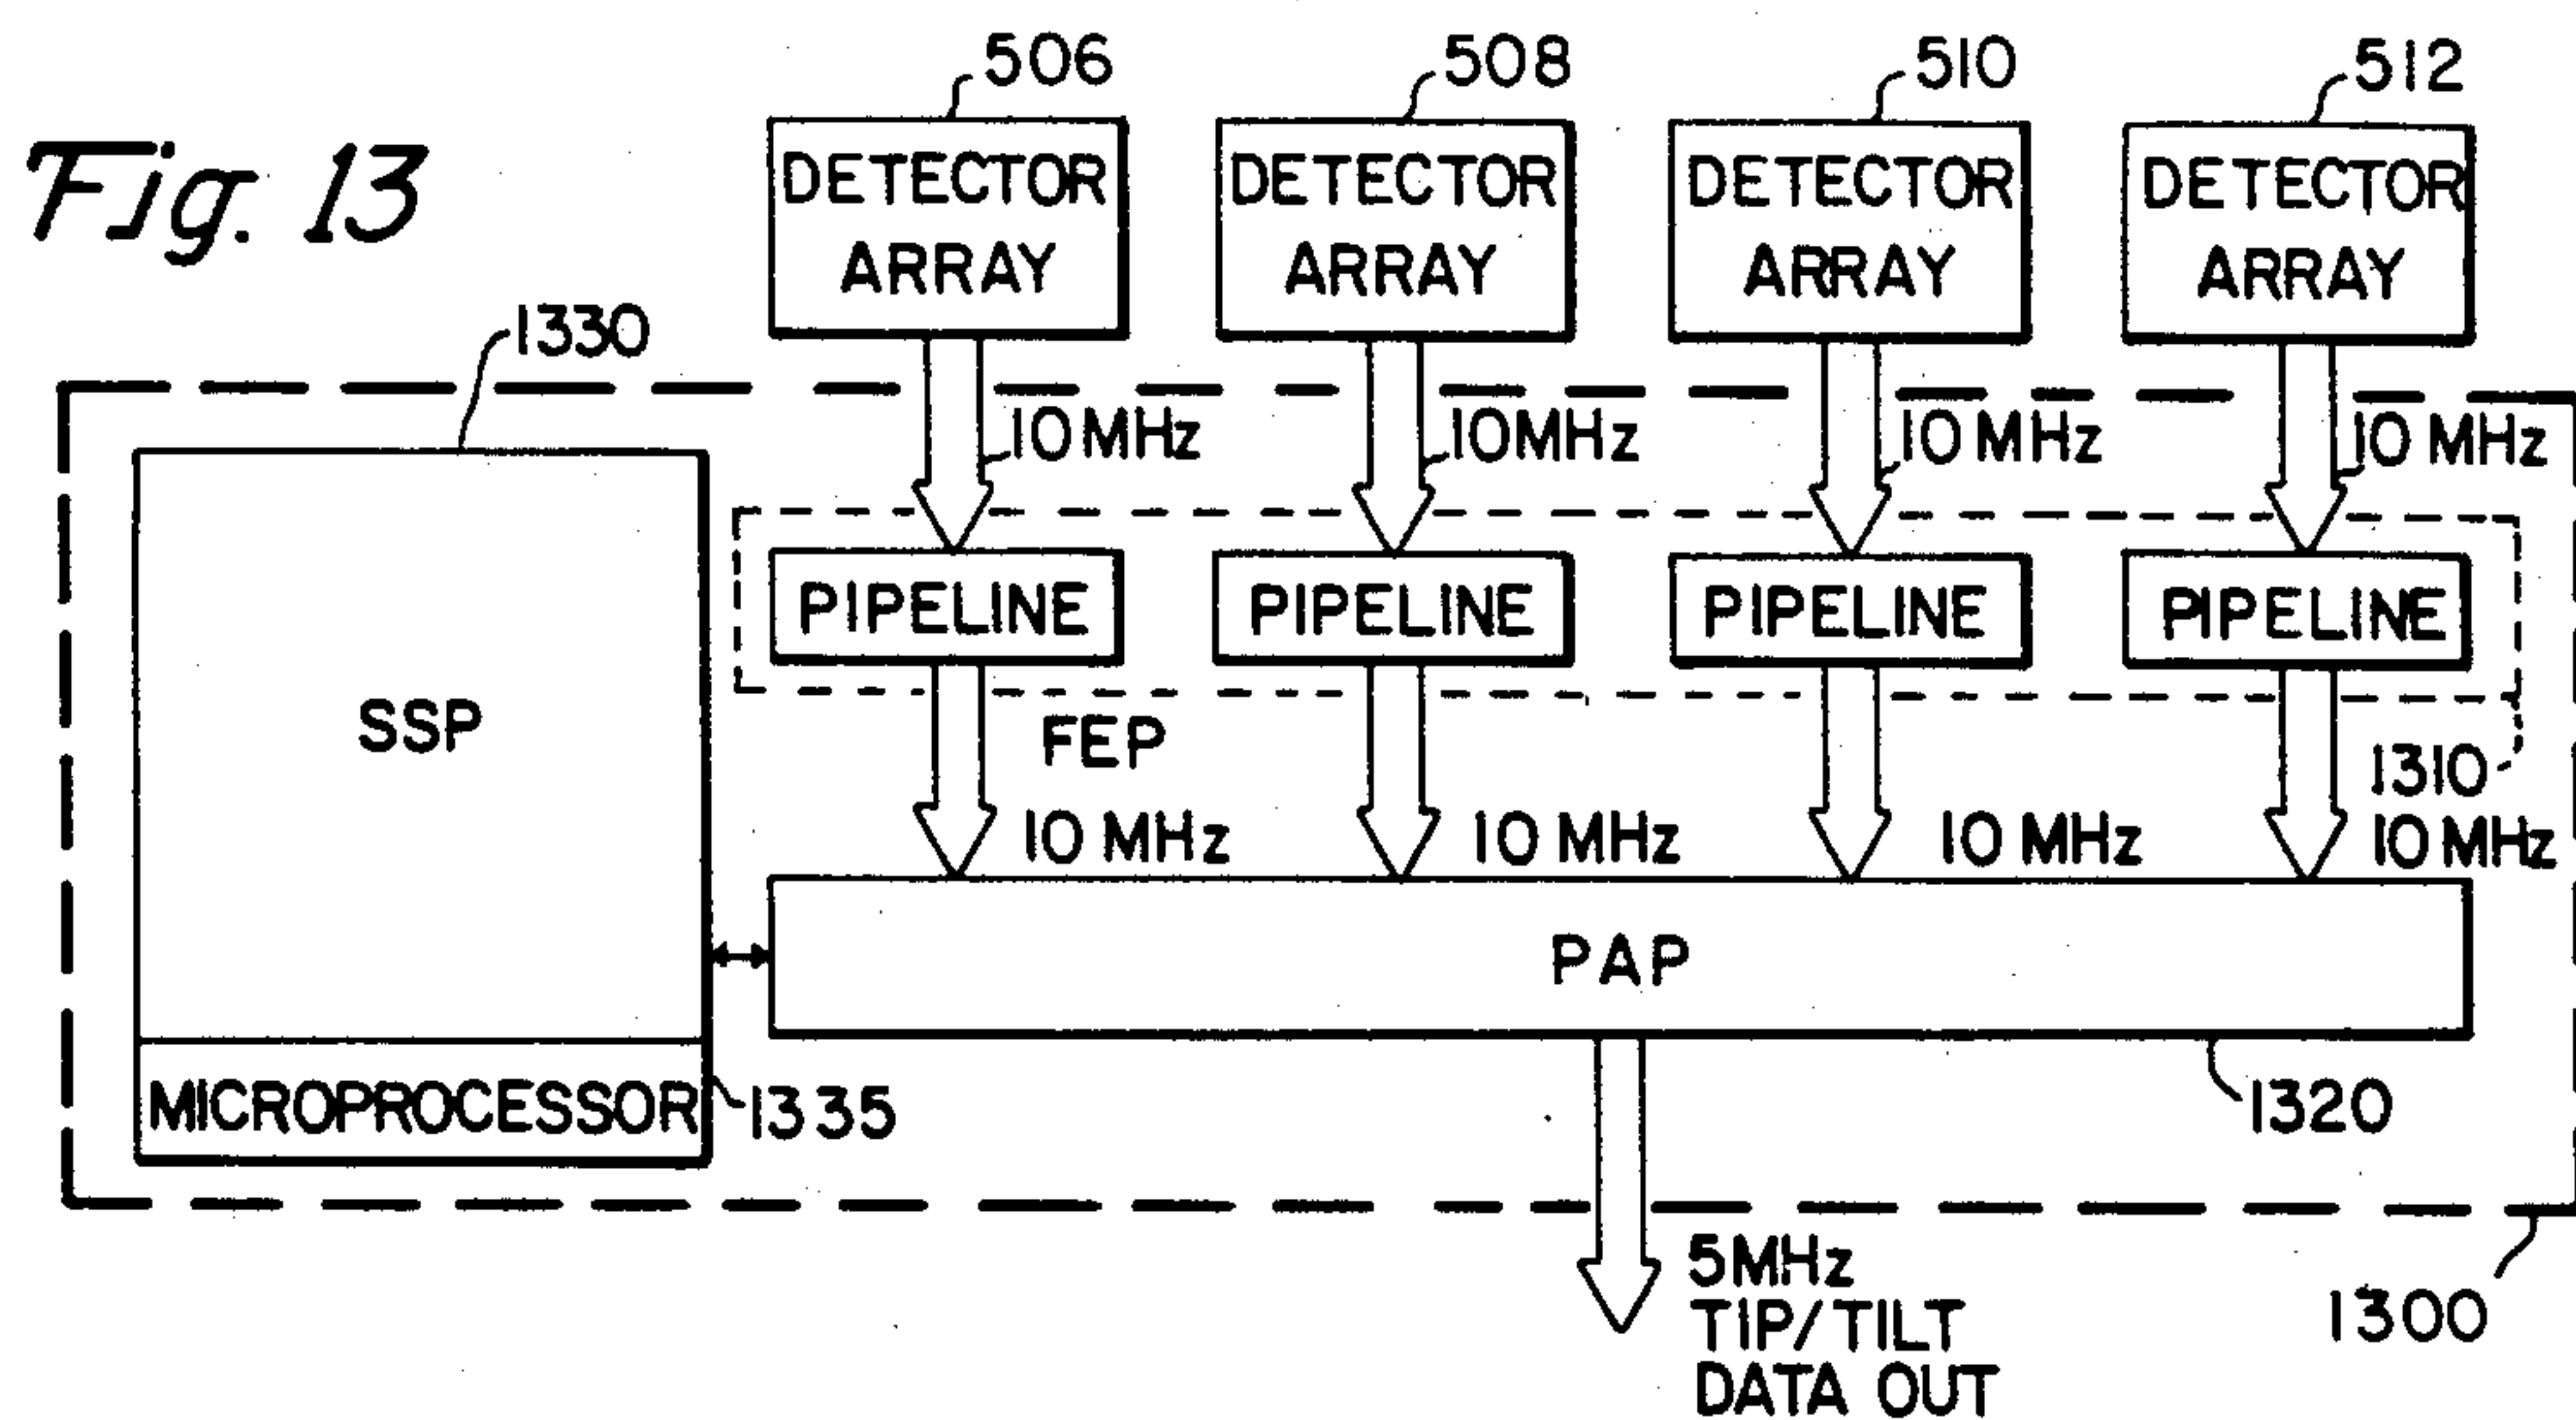 Fig. 13
506
508
510
512
DETECTOR
ARRAY
DETECTOR
ARRAY
DETECTOR
ARRAY
DETECTOR
ARRAY
1330
10 MHz
10MHz
10 MHz
10 MHz
PIPELINE
PIPELINE
PIPELINE
PIPELINE
SSP
FEP
1310
10 MHz
10 MHz
10 MHz
10 MHz
PAP
MICROPROCESSOR
1335
1320
5MHz
TIP/TILT
DATA OUT
1300